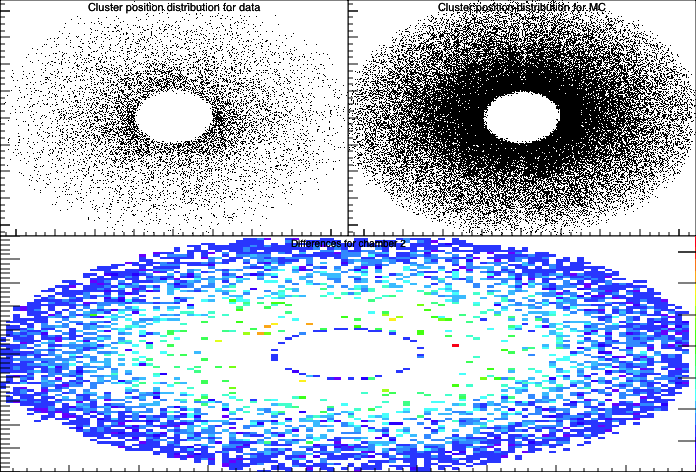 Cluster position distribution for data
Cluster position distribution for MC
Differences for chamber 2